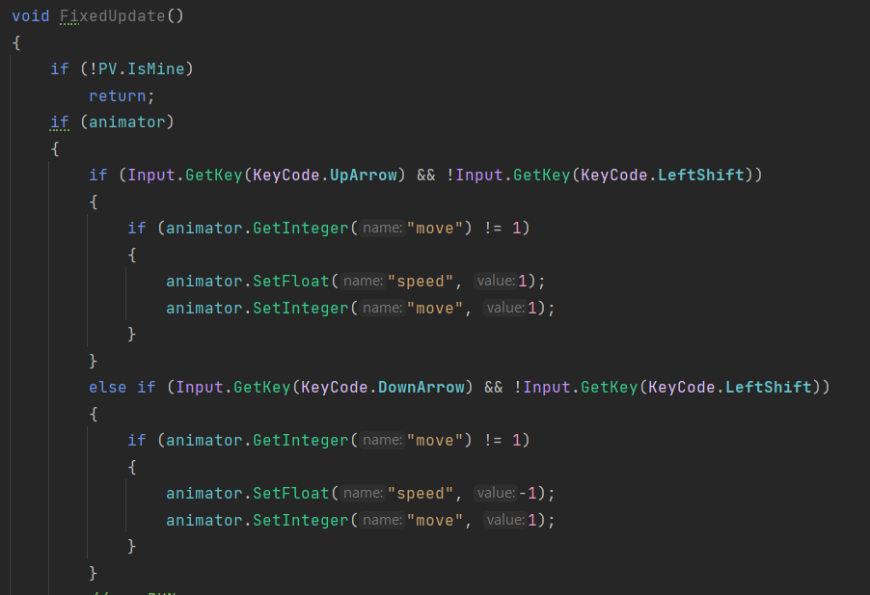 void FixedUpdate()
{
if (!PV.IsMine)
return;
if (animator)
{
if (Input.GetKey(KeyCode.UpArrow) && !Input.GetKey(KeyCode.LeftShift))
{
if (animator.GetInteger( name: "move") != 1)
{
animator.SetFloat( name: "speed", value: 1);
animator.SetInteger( name: "move", value: 1);
}
}
else if (Input.GetKey(KeyCode.DownArrow) && !Input.GetKey(KeyCode.LeftShift))
{
if (animator.GetInteger( name: "move") != 1)
{
animator.SetFloat( name: "speed", value: -1);
animator.SetInteger( name: "move", value: 1);
}
}